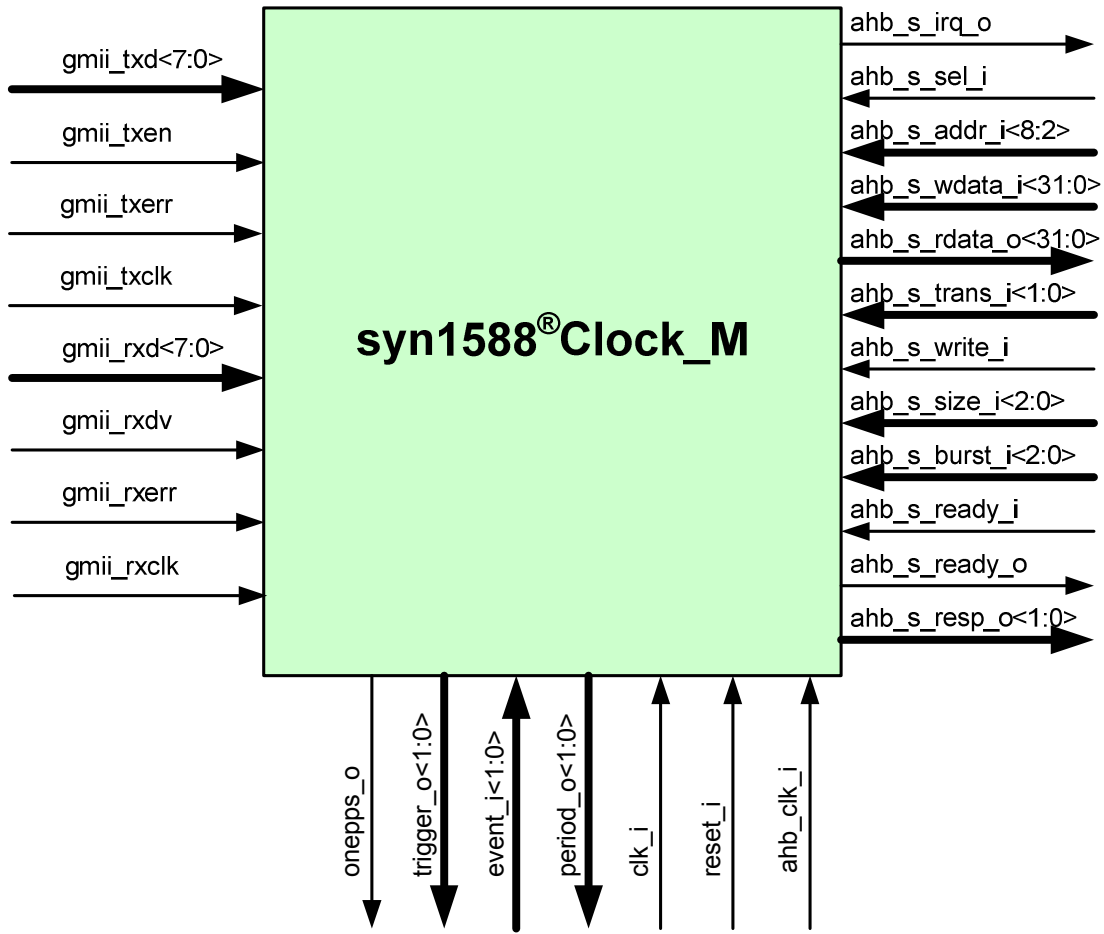 gmii_txd<7:0>
gmii_txen
gmii_txerr
gmii_txclk
gmii_rxd<7:0>
gmii_rxdv
gmii_rxerr
gmii_rxclk
syn1588®Clock_M
ahb_s_irq_o
ahb_s_sel_i
ahb_s_addr_i<8:2>
ahb_s_wdata_i<31:0>
ahb_s_rdata_o<31:0>
ahb_s_trans_i<1:0>
ahb_s_write_i
ahb_s_size_i<2:0>
ahb_s_burst_i<2:0>
ahb_s_ready_i
ahb_s_ready_o
ahb_s_resp_o<1:0>
onepps_o
trigger_o<1:0>
event_i<1:0>
period_o<1:0>
clk_i
reset_i
ahb_clk_i